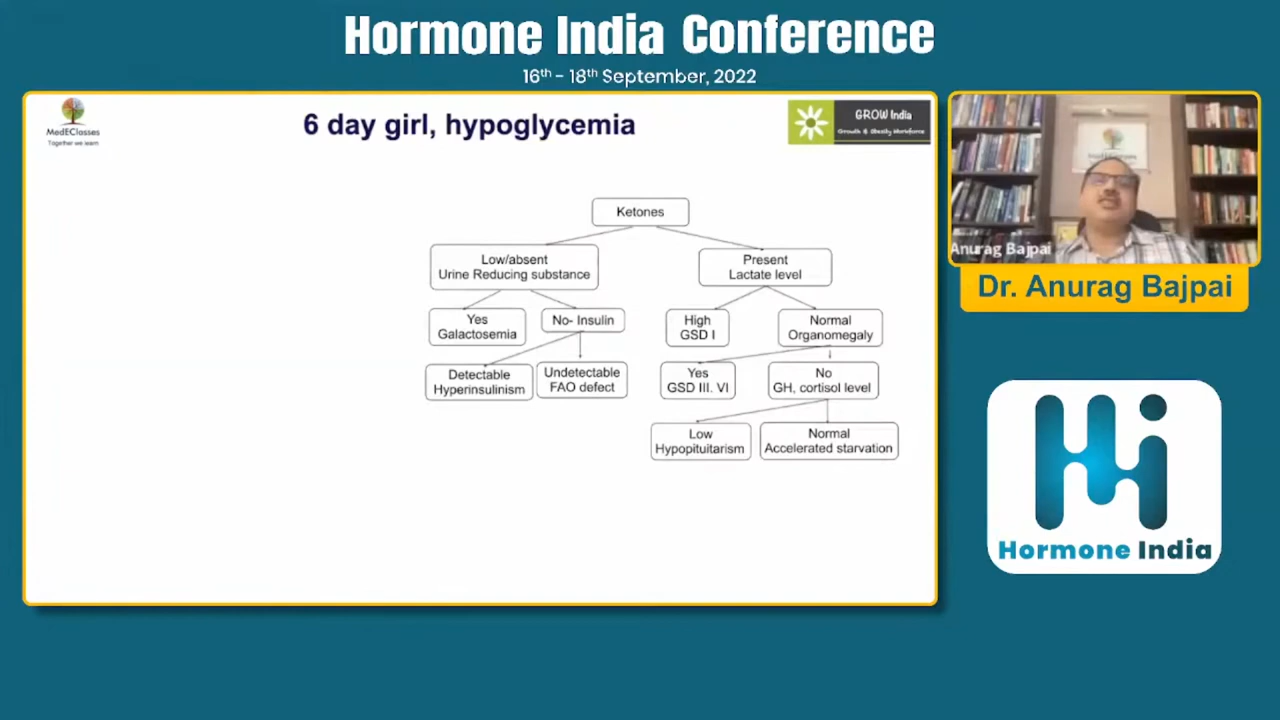 Hormone India Conference
16th - 18th September, 2022
MedEClasses
Together we learn
6 day girl, hypoglycemia
GROW India
Growth & Obesity Workforce
Ketones
Low/absent
Urine Reducing substance
Present
Lactate level
Yes
Galactosemia
No- Insulin
High
GSD I
Normal
Organomegaly
Detectable
Hyperinsulinism
Undetectable
FAO defect
Yes
GSD III. VI
No
GH, cortisol level
Low
Hypopituitarism
Normal
Accelerated starvation
Anurag Bajpai
Dr. Anurag Bajpai
Hormone India